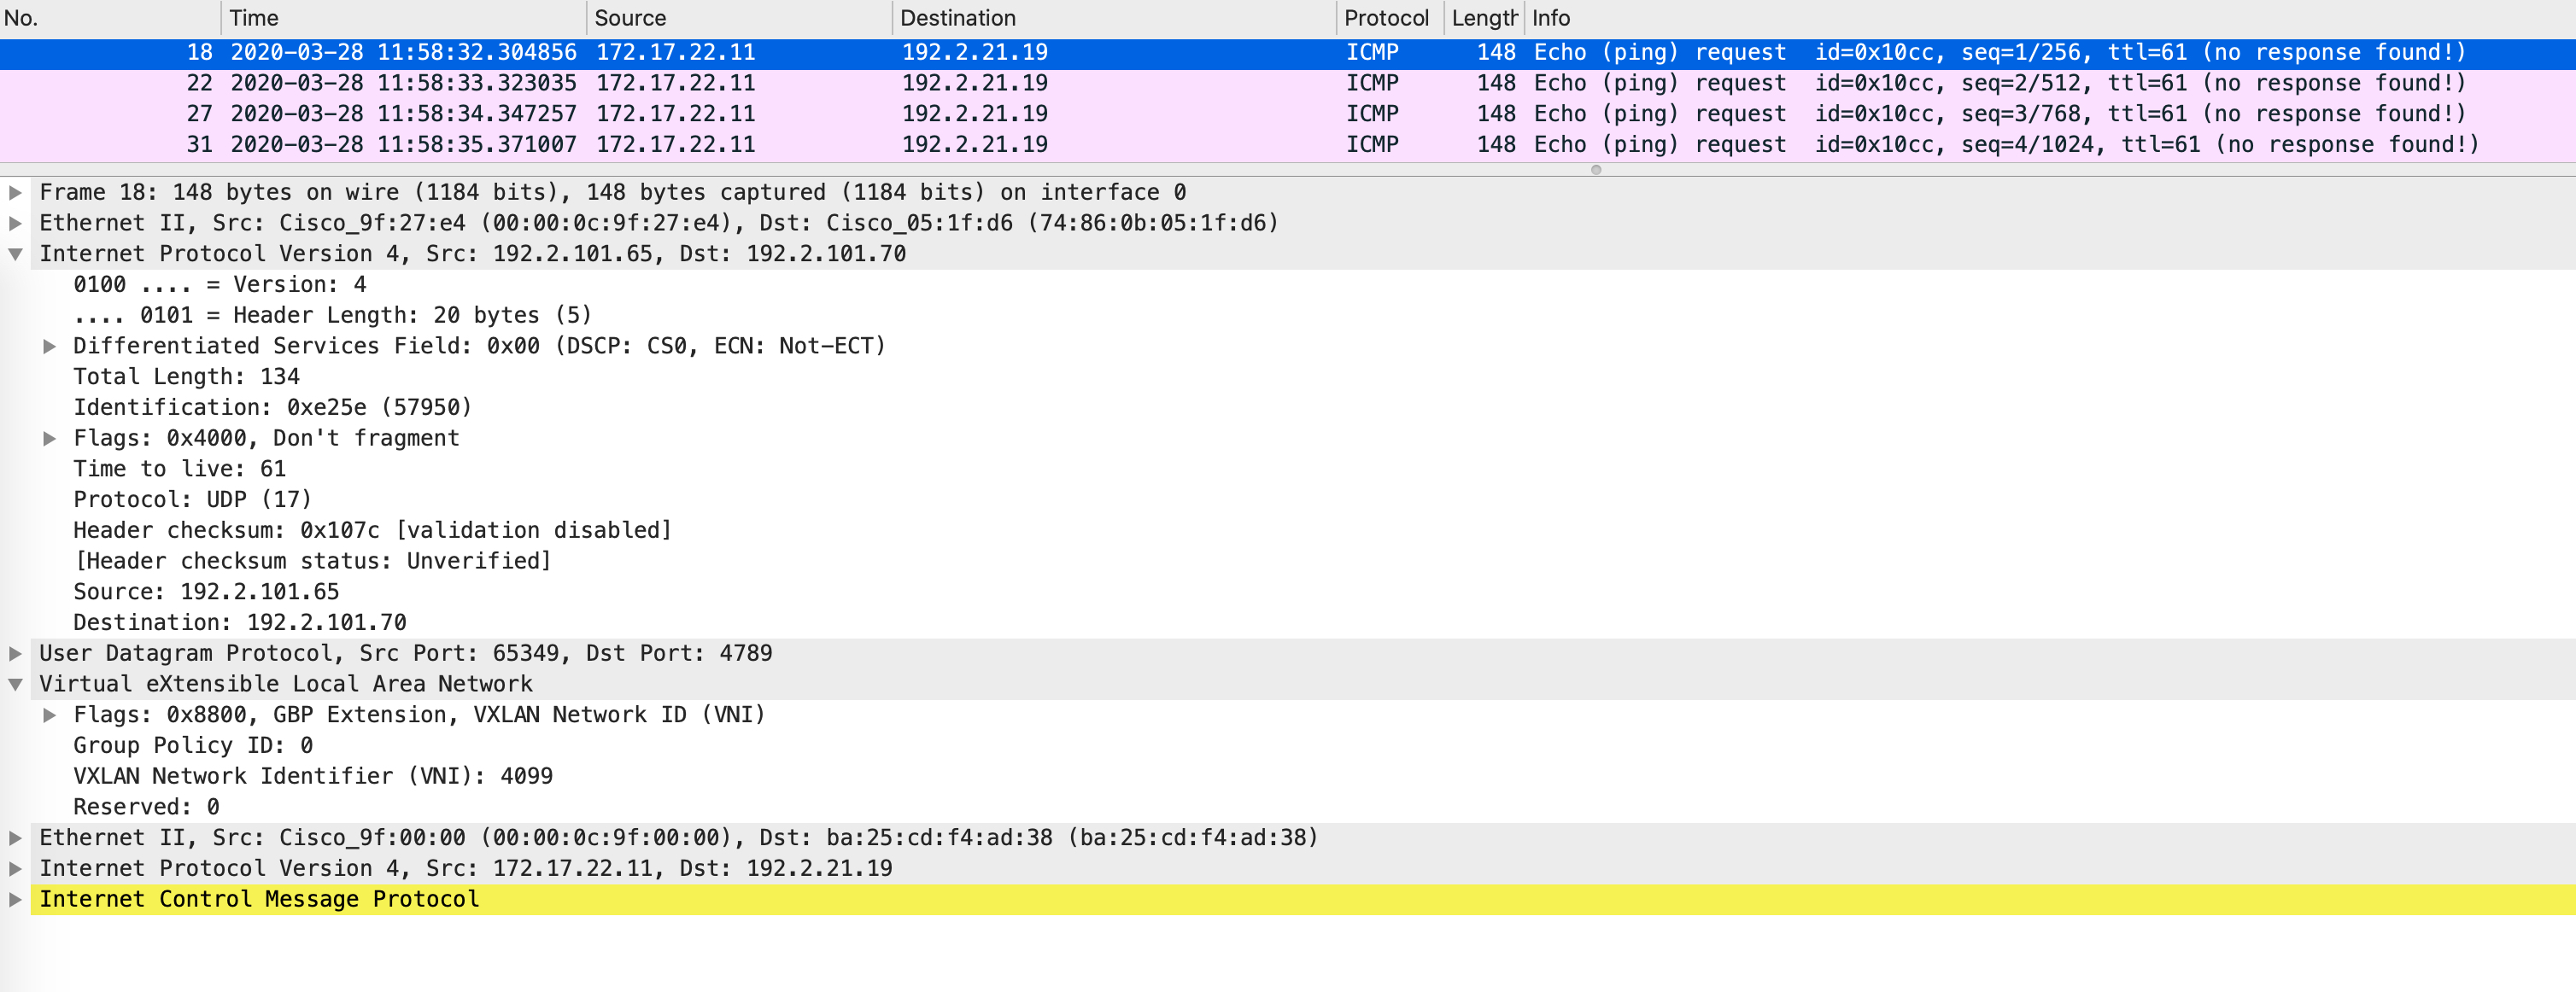 No. Time Source Destination Protocol Length Info
18 2020-03-28 11:58:32.304856 172.17.22.11 192.2.21.19 ICMP 148 Echo (ping) request id=0x10cc, seq=1/256, ttl=61 (no response found!)
22 2020-03-28 11:58:33.323035 172.17.22.11 192.2.21.19 ICMP 148 Echo (ping) request id=0x10cc, seq=2/512, ttl=61 (no response found!)
27 2020-03-28 11:58:34.347257 172.17.22.11 192.2.21.19 ICMP 148 Echo (ping) request id=0x10cc, seq=3/768, ttl=61 (no response found!)
31 2020-03-28 11:58:35.371007 172.17.22.11 192.2.21.19 ICMP 148 Echo (ping) request id=0x10cc, seq=4/1024, ttl=61 (no response found!)
Frame 18: 148 bytes on wire (1184 bits), 148 bytes captured (1184 bits) on interface 0
Ethernet II, Src: Cisco_9f:27:e4 (00:00:0c:9f:27:e4), Dst: Cisco_05:1f:d6 (74:86:0b:05:1f:d6)
Internet Protocol Version 4, Src: 192.2.101.65, Dst: 192.2.101.70
0100 .... = Version: 4
.... 0101 = Header Length: 20 bytes (5)
Differentiated Services Field: 0x00 (DSCP: CS0, ECN: Not-ECT)
Total Length: 134
Identification: 0xe25e (57950)
Flags: 0x4000, Don't fragment
Time to live: 61
Protocol: UDP (17)
Header checksum: 0x107c [validation disabled]
[Header checksum status: Unverified]
Source: 192.2.101.65
Destination: 192.2.101.70
User Datagram Protocol, Src Port: 65349, Dst Port: 4789
Virtual eXtensible Local Area Network
Flags: 0x8800, GBP Extension, VXLAN Network ID (VNI)
Group Policy ID: 0
VXLAN Network Identifier (VNI): 4099
Reserved: 0
Ethernet II, Src: Cisco_9f:00:00 (00:00:0c:9f:00:00), Dst: ba:25:cd:f4:ad:38 (ba:25:cd:f4:ad:38)
Internet Protocol Version 4, Src: 172.17.22.11, Dst: 192.2.21.19
Internet Control Message Protocol